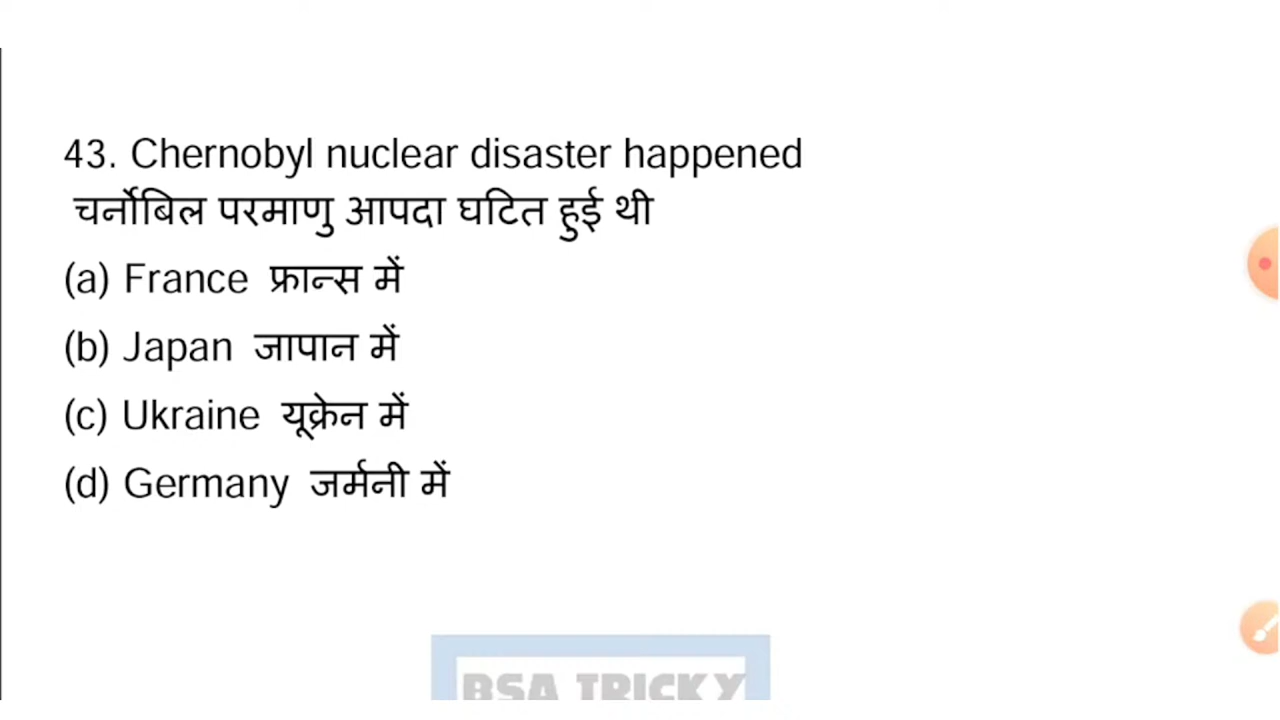 43. Chernobyl nuclear disaster happened
चर्नोबिल परमाणु आपदा घटित हुई थी
(a) France फ्रान्स में
(b) Japan जापान में
(c) Ukraine यूक्रेन में
(d) Germany जर्मनी में
BSA TRICKY